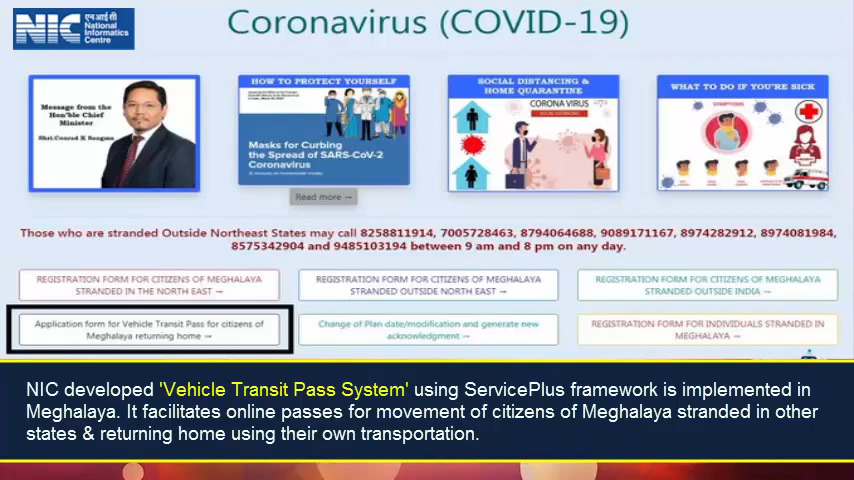 Coronavirus (COVID-19)
NIC
एन आई सी
National
Informatics
Centre
Message from the
Hon'ble Chief
Minister
Shri.Conrad K Sangma
HOW TO PROTECT YOURSELF
Masks for Curbing
the Spread of SARS-CoV-2
Coronavirus
Read more →
SOCIAL DISTANCING &
HOME QUARANTINE
CORONA VIRUS
WHAT TO DO IF YOU'RE SICK
SYMPTOMS
Those who are stranded Outside Northeast States may call 8258811914, 7005728463, 8794064688, 9089171167, 8974282912, 8974081984,
8575342904 and 9485103194 between 9 am and 8 pm on any day.
REGISTRATION FORM FOR CITIZENS OF MEGHALAYA
STRANDED IN THE NORTH EAST →
REGISTRATION FORM FOR CITIZENS OF MEGHALAYA
STRANDED OUTSIDE NORTH EAST →
REGISTRATION FORM FOR CITIZENS OF MEGHALAYA
STRANDED OUTSIDE INDIA →
Application form for Vehicle Transit Pass for citizens of
Meghalaya returning home →
Change of Plan date/modification and generate new
acknowledgment →
REGISTRATION FORM FOR INDIVIDUALS STRANDED IN
MEGHALAYA →
NIC developed 'Vehicle Transit Pass System' using ServicePlus framework is implemented in
Meghalaya. It facilitates online passes for movement of citizens of Meghalaya stranded in other
states & returning home using their own transportation.